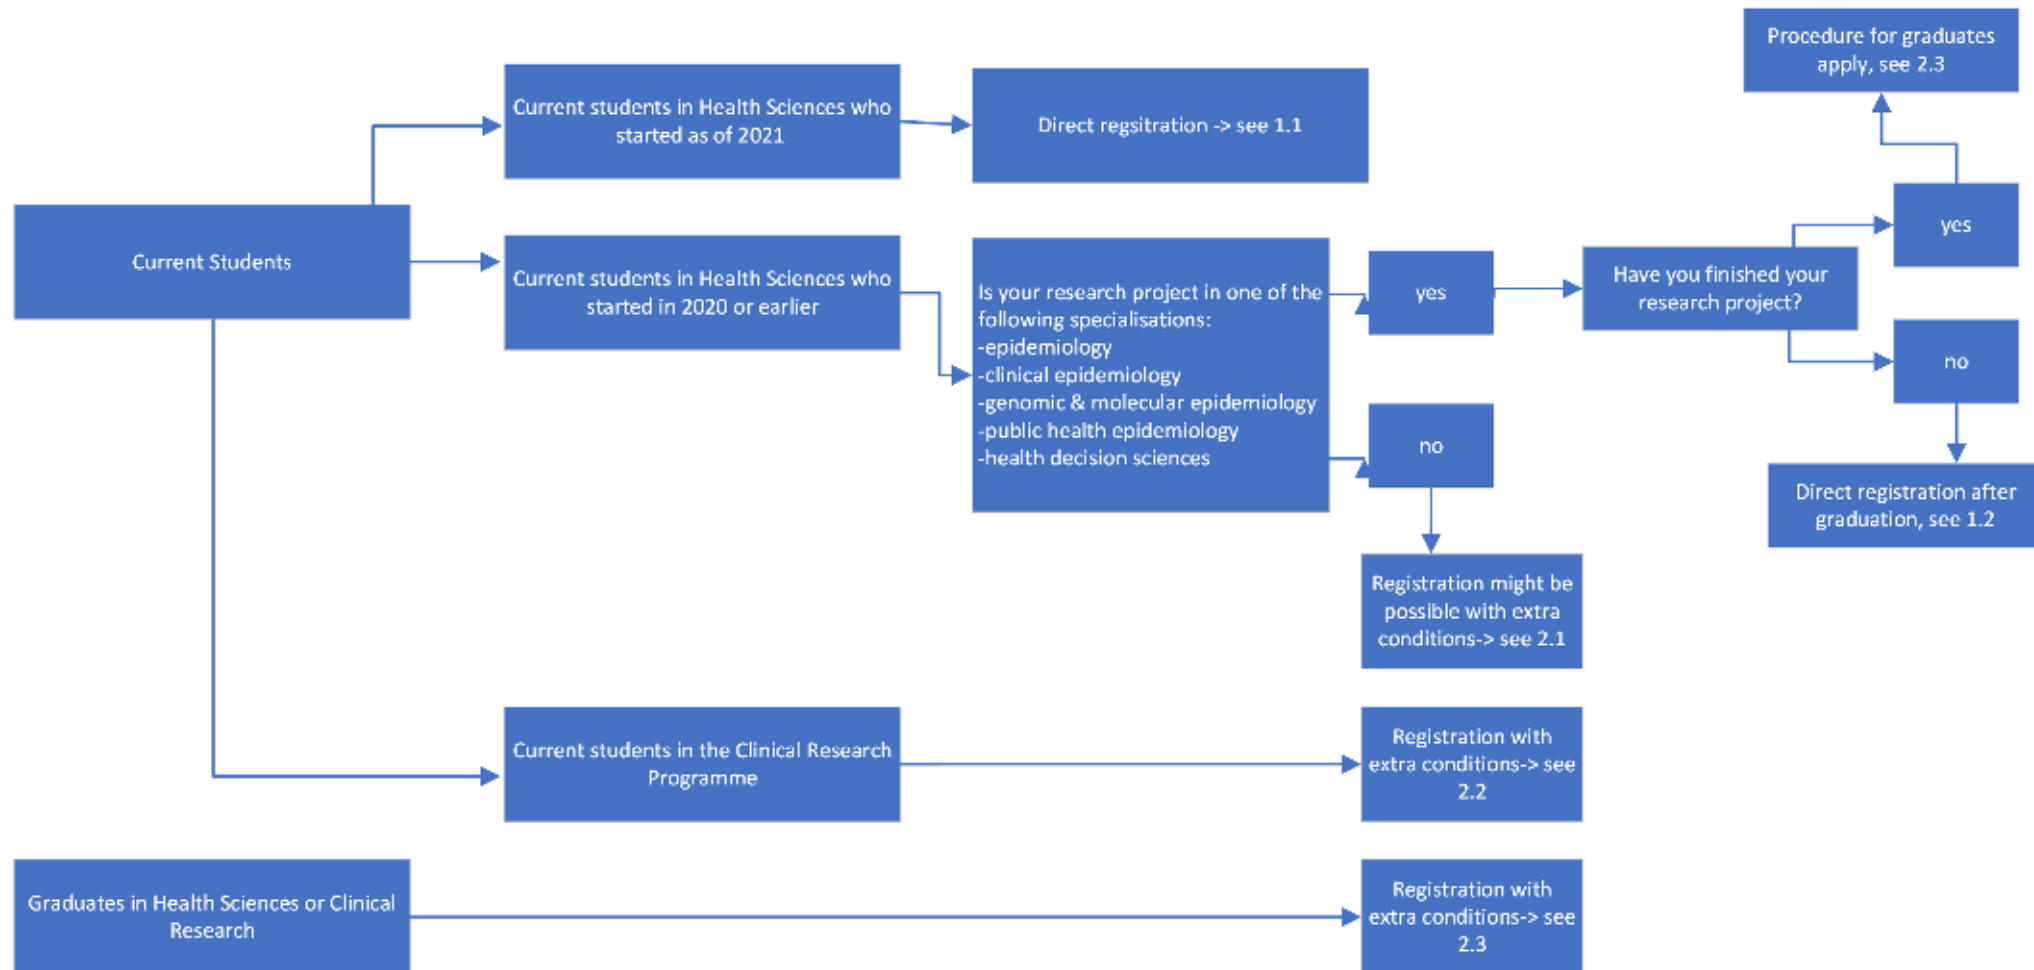 Procedure for graduates
apply, see 2.3
Current students in Health Sciences who
started as of 2021
Direct regsitration -> see 1.1
yes
Current Students
Current students in Health Sciences who
started in 2020 or earlier
Is your research project in one of the
following specialisations:
-epidemiology
-clinical epidemiology
-genomic & molecular epidemiology
-public health epidemiology
-health decision sciences
yes
Have you finished your
research project?
no
no
Direct registration after
graduation, see 1.2
Registration might be
possible with extra
conditions-> see 2.1
Current students in the Clinical Research
Programme
Registration with
extra conditions-> see
2.2
Graduates in Health Sciences or Clinical
Research
Registration with
extra conditions-> see
2.3